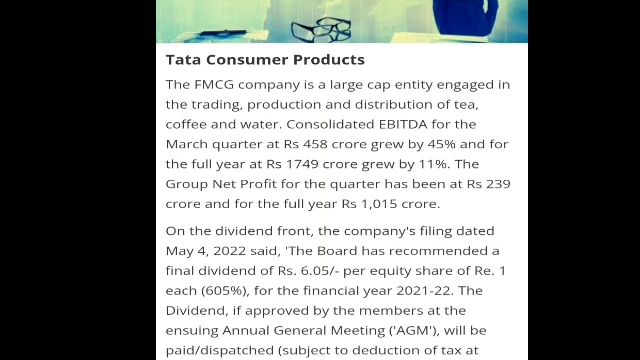 Tata Consumer Products
The FMCG company is a large cap entity engaged in
the trading, production and distribution of tea,
coffee and water. Consolidated EBITDA for the
March quarter at Rs 458 crore grew by 45% and for
the full year at Rs 1749 crore grew by 11%. The
Group Net Profit for the quarter has been at Rs 239
crore and for the full year Rs 1,015 crore.
On the dividend front, the company's filing dated
May 4, 2022 said, 'The Board has recommended a
final dividend of Rs. 6.05/- per equity share of Re. 1
each (605%), for the financial year 2021-22. The
Dividend, if approved by the members at the
ensuing Annual General Meeting ('AGM'), will be
paid/dispatched (subject to deduction of tax at